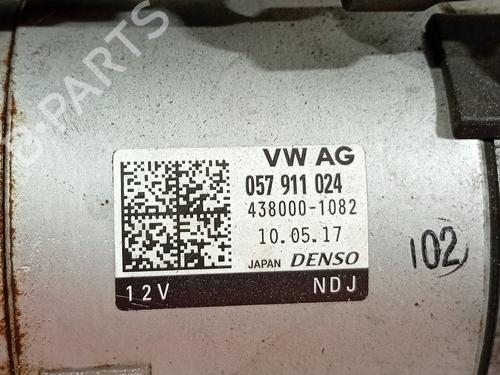 B-PARTS
VW AG
057 911 024
438000-1082
10.05.17
JAPAN DENSO
12V NDJ
102